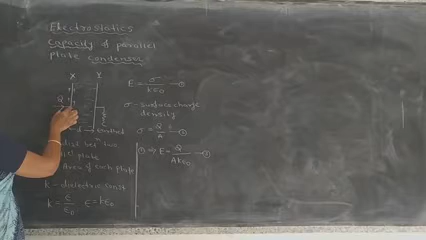 Electrostatics
Capacity of parallel
plate condenser
X Y
Q
E = σ / kε₀ —①
σ - surface charge
density
σ = Q / A —②
① ⇒ E = Q / Akε₀ —③
two
plate
Area of each plate
k - dielectric const
k = ε / ε₀ ε = kε₀